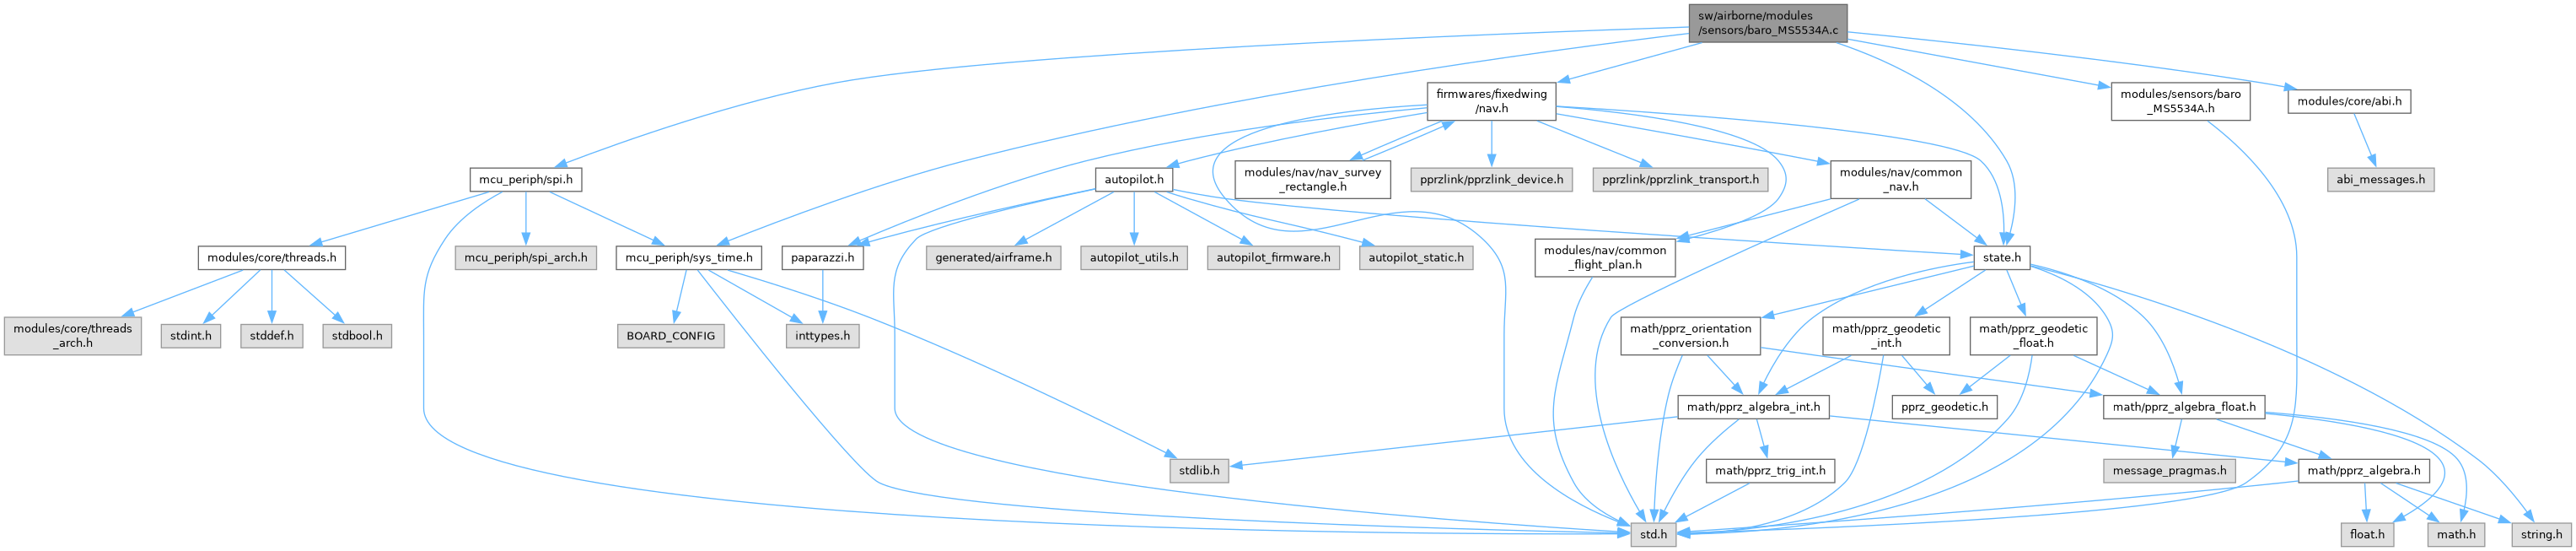 sw/airborne/modules
/sensors/baro_MS5534A.c
firmwares/fixedwing
/nav.h
modules/sensors/baro
_MS5534A.h
modules/core/abi.h
mcu_periph/spi.h
autopilot.h
modules/nav/nav_survey
_rectangle.h
pprzlink/pprzlink_device.h
pprzlink/pprzlink_transport.h
modules/nav/common
_nav.h
abi_messages.h
modules/core/threads.h
mcu_periph/spi_arch.h
mcu_periph/sys_time.h
paparazzi.h
generated/airframe.h
autopilot_utils.h
autopilot_firmware.h
autopilot_static.h
modules/nav/common
_flight_plan.h
state.h
modules/core/threads
_arch.h
stdint.h
stddef.h
stdbool.h
BOARD_CONFIG
inttypes.h
math/pprz_orientation
_conversion.h
math/pprz_geodetic
_int.h
math/pprz_geodetic
_float.h
math/pprz_algebra_int.h
pprz_geodetic.h
math/pprz_algebra_float.h
stdlib.h
math/pprz_trig_int.h
message_pragmas.h
math/pprz_algebra.h
std.h
float.h
math.h
string.h